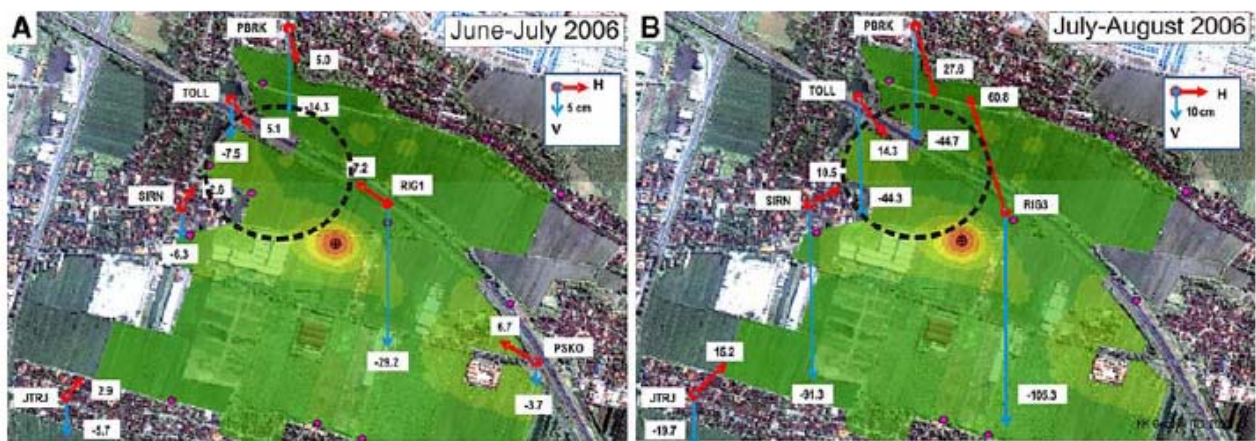 A
June-July 2006
PBRK
5.0
H
5 cm
V
TOLL
-14.3
5.1
-7.5
7.2
RIG1
2.8
SIRN
-6.3
-29.2
6.7
PSKO
-3.7
JTRJ
2.9
-5.7
B
July-August 2006
PBRK
27.6
H
10 cm
V
TOLL
60.8
14.3
-44.7
10.5
SIRN
-44.3
RIG3
15.2
-91.3
-105.3
JTRJ
-19.7